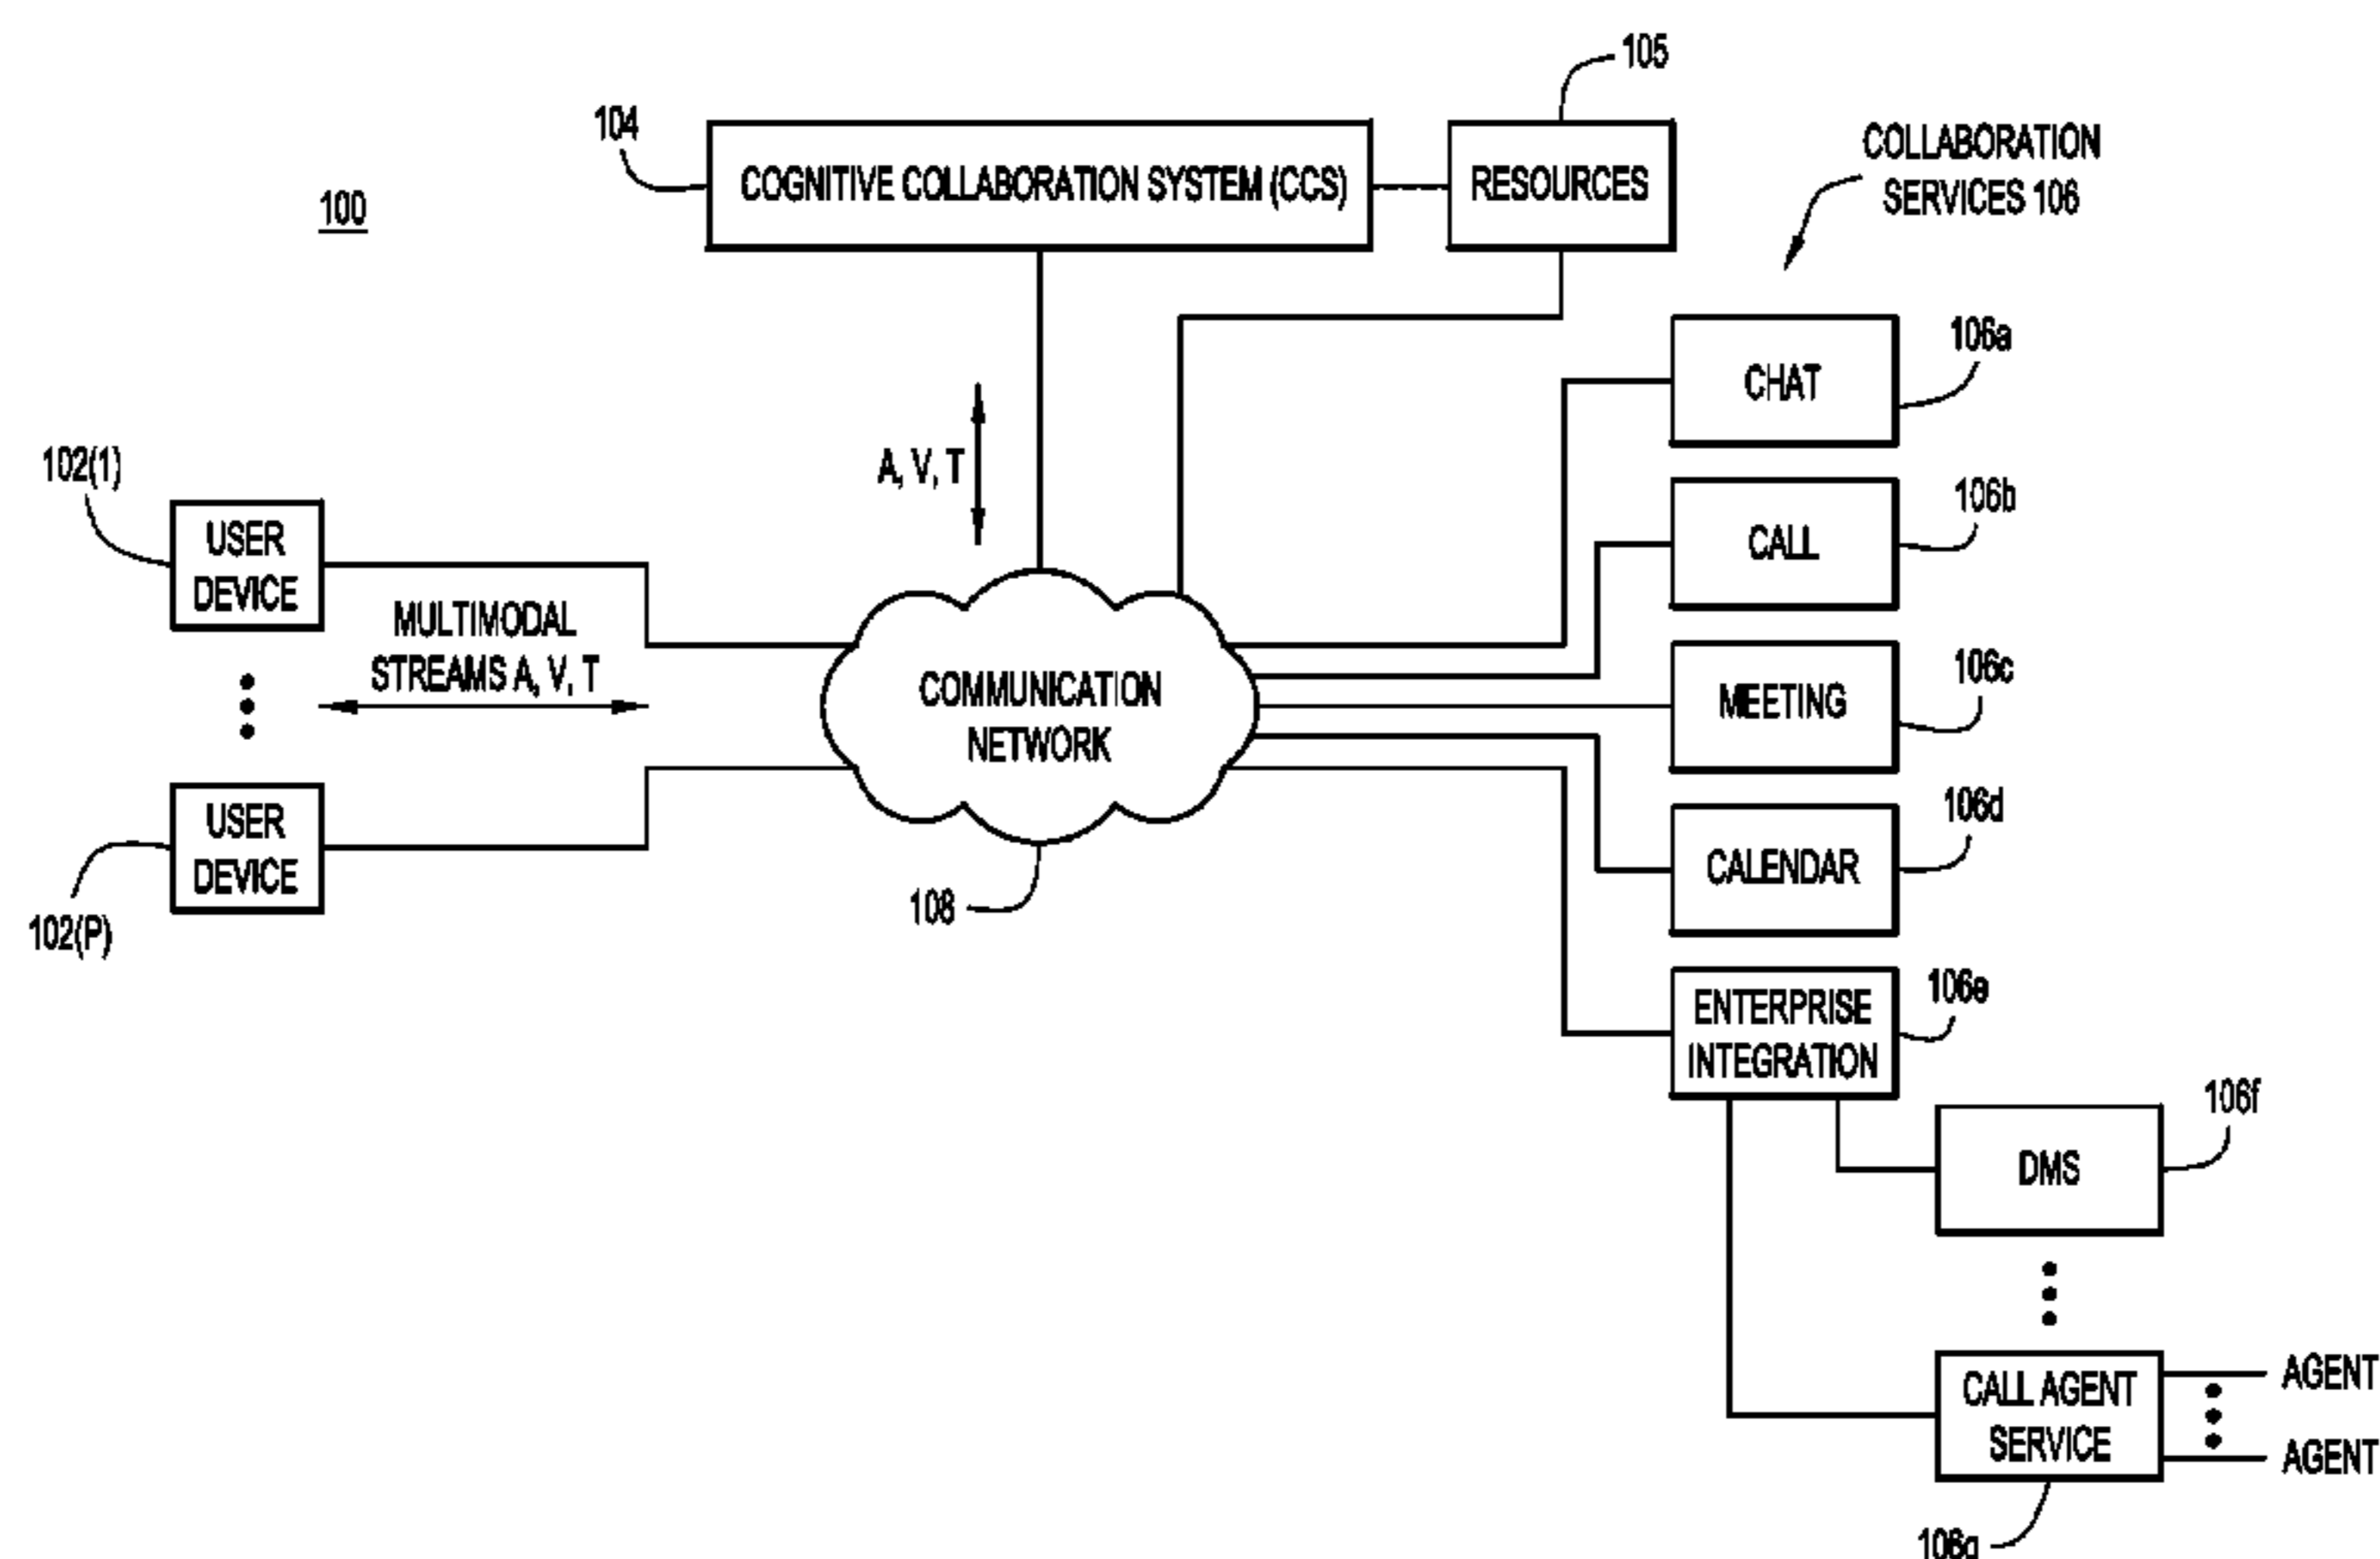 105
104
COGNITIVE COLLABORATION SYSTEM (CCS)
RESOURCES
COLLABORATION
SERVICES 106
100
CHAT
106a
A, V, T
102(1)
USER
DEVICE
CALL
106b
MULTIMODAL
STREAMS A, V, T
COMMUNICATION
NETWORK
MEETING
106c
USER
DEVICE
102(P)
108
CALENDAR
106d
ENTERPRISE
INTEGRATION
106e
DMS
106f
CALL AGENT
SERVICE
AGENT
AGENT
106g